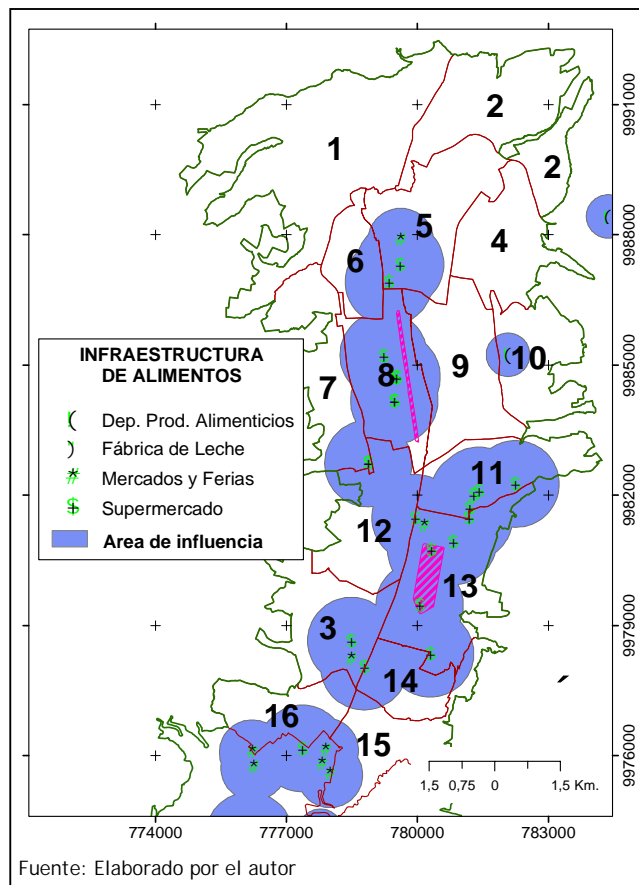 9991000
9988000
9985000
9982000
9979000
9976000
2
1
2
5
4
6
INFRAESTRUCTURA
DE ALIMENTOS
Dep. Prod. Alimenticios
Fábrica de Leche
Mercados y Ferias
Supermercado
Area de influencia
7
8
9
10
11
12
13
3
14
16
15
1,5 0,75 0 1,5 Km.
774000 777000 780000 783000
Fuente: Elaborado por el autor